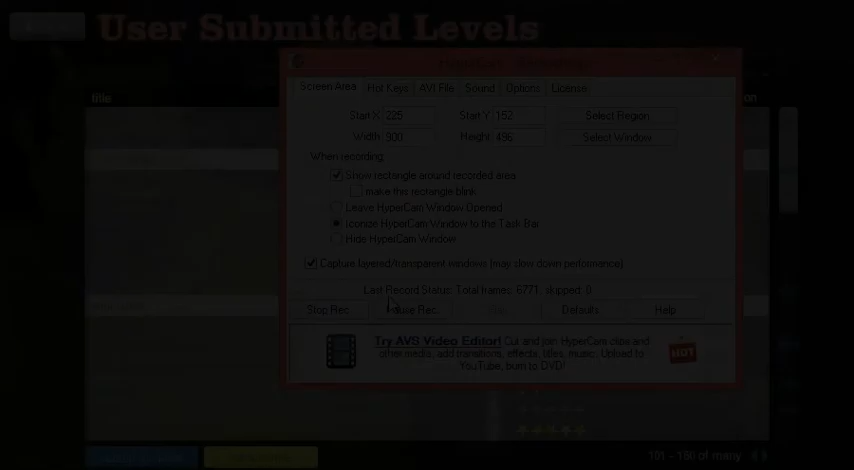 User Submitted Levels
title
Screen Area Hot Keys AVI File Sound Options License
Start X 225 Start Y 152 Select Region
Width 900 Height 496 Select Window
When recording:
Show rectangle around recorded area
make this rectangle blink
Leave HyperCam Window Opened
Iconize HyperCam Window to the Task Bar
Hide HyperCam Window
Capture layered/transparent windows (may slow down performance)
Last Record Status: Total frames: 6771, skipped: 0
Stop Rec. Pause Rec. Defaults Help
Try AVS Video Editor! Cut and join HyperCam clips and
other media, add transitions, effects, titles, music. Upload to
YouTube, burn to DVD!
HOT
of many